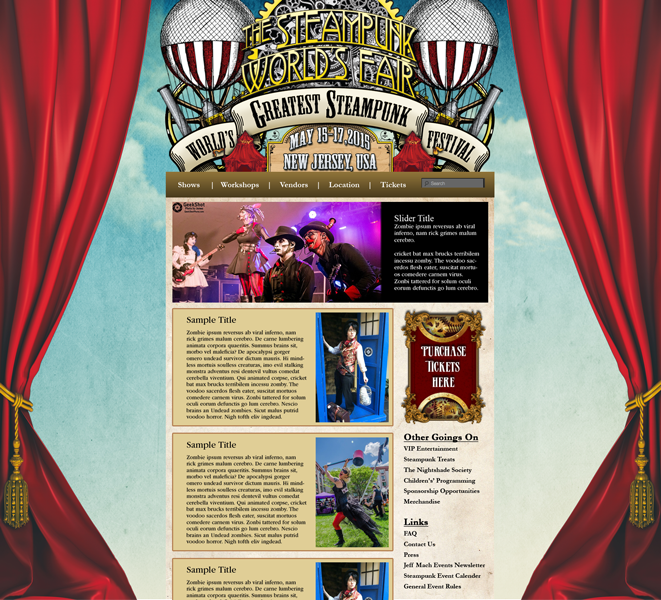 THE STEAMPUNK
WORLD'S FAIR
WORLD'S GREATEST STEAMPUNK FESTIVAL
MAY 15-17, 2015
NEW JERSEY, USA
Shows | Workshops | Vendors | Location | Tickets Search
GeekShot
Slider Title
Zombie ipsum reversus ab viral
inferno, nam rick grimes malum
cerebro.
cricket bat max brucks terribilem
incessu zomby. The voodoo sac-
erdos flesh eater, suscitat mortu-
os comedere carnem virus.
Zonbi tattered for solum oculi
eorum defunctis go lum cerebro.
Sample Title
Zombie ipsum reversus ab viral inferno, nam
rick grimes malum cerebro. De carne lumbering
animata corpora quaeritis. Summus brains sit,
morbo vel maleficia? De apocalypsi gorger
omero undead survivor dictum mauris. Hi mind-
less mortuis soulless creaturas, imo evil stalking
monstra adventus resi dentevil vultus comedat
cerebella viventium. Qui animated corpse, cricket
bat max brucks terribilem incessu zomby. The
voodoo sacerdos flesh eater, suscitat mortuos
comedere carnem virus. Zonbi tattered for solum
oculi eorum defunctis go lum cerebro. Nescio
brains an Undead zombies. Sicut malus putrid
voodoo horror. Nigh tofth eliv ingdead.
PURCHASE
TICKETS
HERE
Sample Title
Zombie ipsum reversus ab viral inferno, nam
rick grimes malum cerebro. De carne lumbering
animata corpora quaeritis. Summus brains sit,
morbo vel maleficia? De apocalypsi gorger
omero undead survivor dictum mauris. Hi mind-
less mortuis soulless creaturas, imo evil stalking
monstra adventus resi dentevil vultus comedat
cerebella viventium. Qui animated corpse, cricket
bat max brucks terribilem incessu zomby. The
voodoo sacerdos flesh eater, suscitat mortuos
comedere carnem virus. Zonbi tattered for solum
oculi eorum defunctis go lum cerebro. Nescio
brains an Undead zombies. Sicut malus putrid
voodoo horror. Nigh tofth eliv ingdead.
Other Goings On
VIP Entertainment
Steampunk Treats
The Nightshade Society
Children's' Programming
Sponsorship Opportunities
Merchandise
Links
FAQ
Contact Us
Press
Jeff Mach Events Newsletter
Steampunk Event Calender
General Event Rules
Sample Title
Zombie ipsum reversus ab viral inferno, nam
rick grimes malum cerebro. De carne lumbering